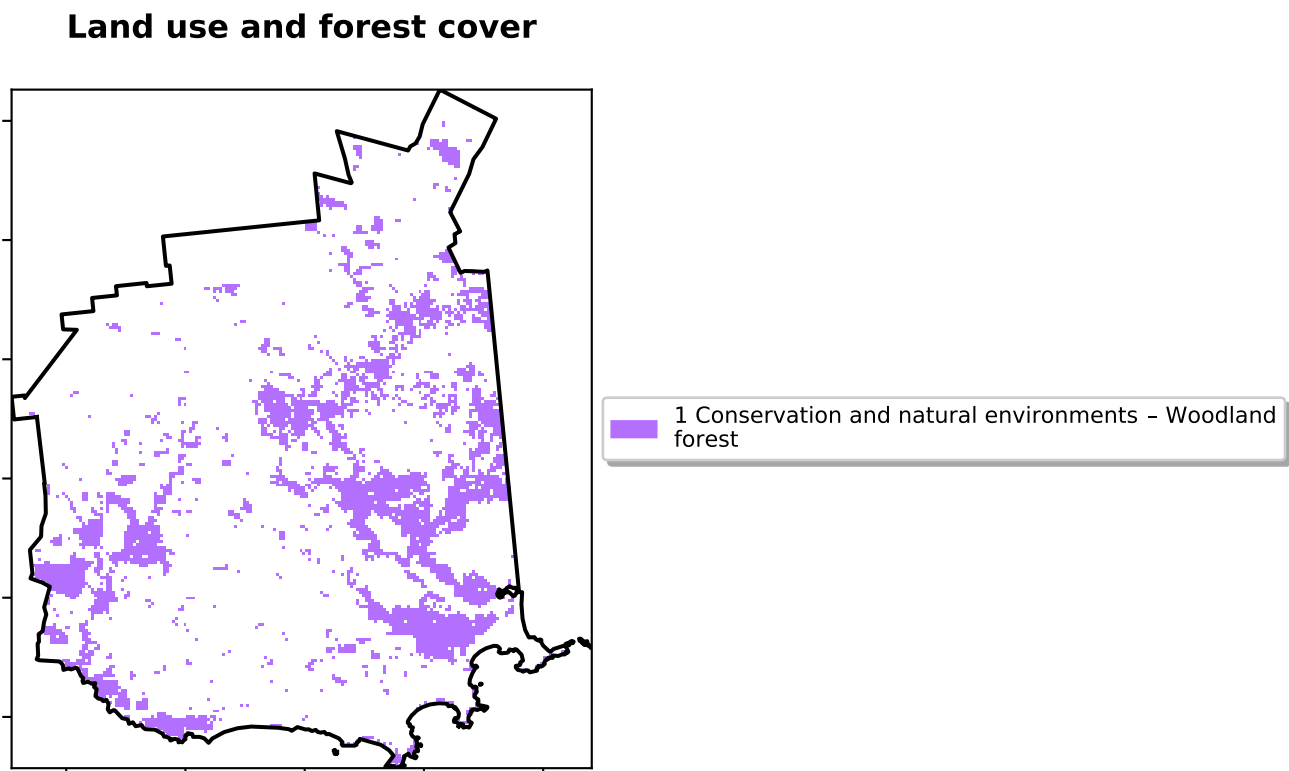 Land use and forest cover
1 Conservation and natural environments – Woodland
forest